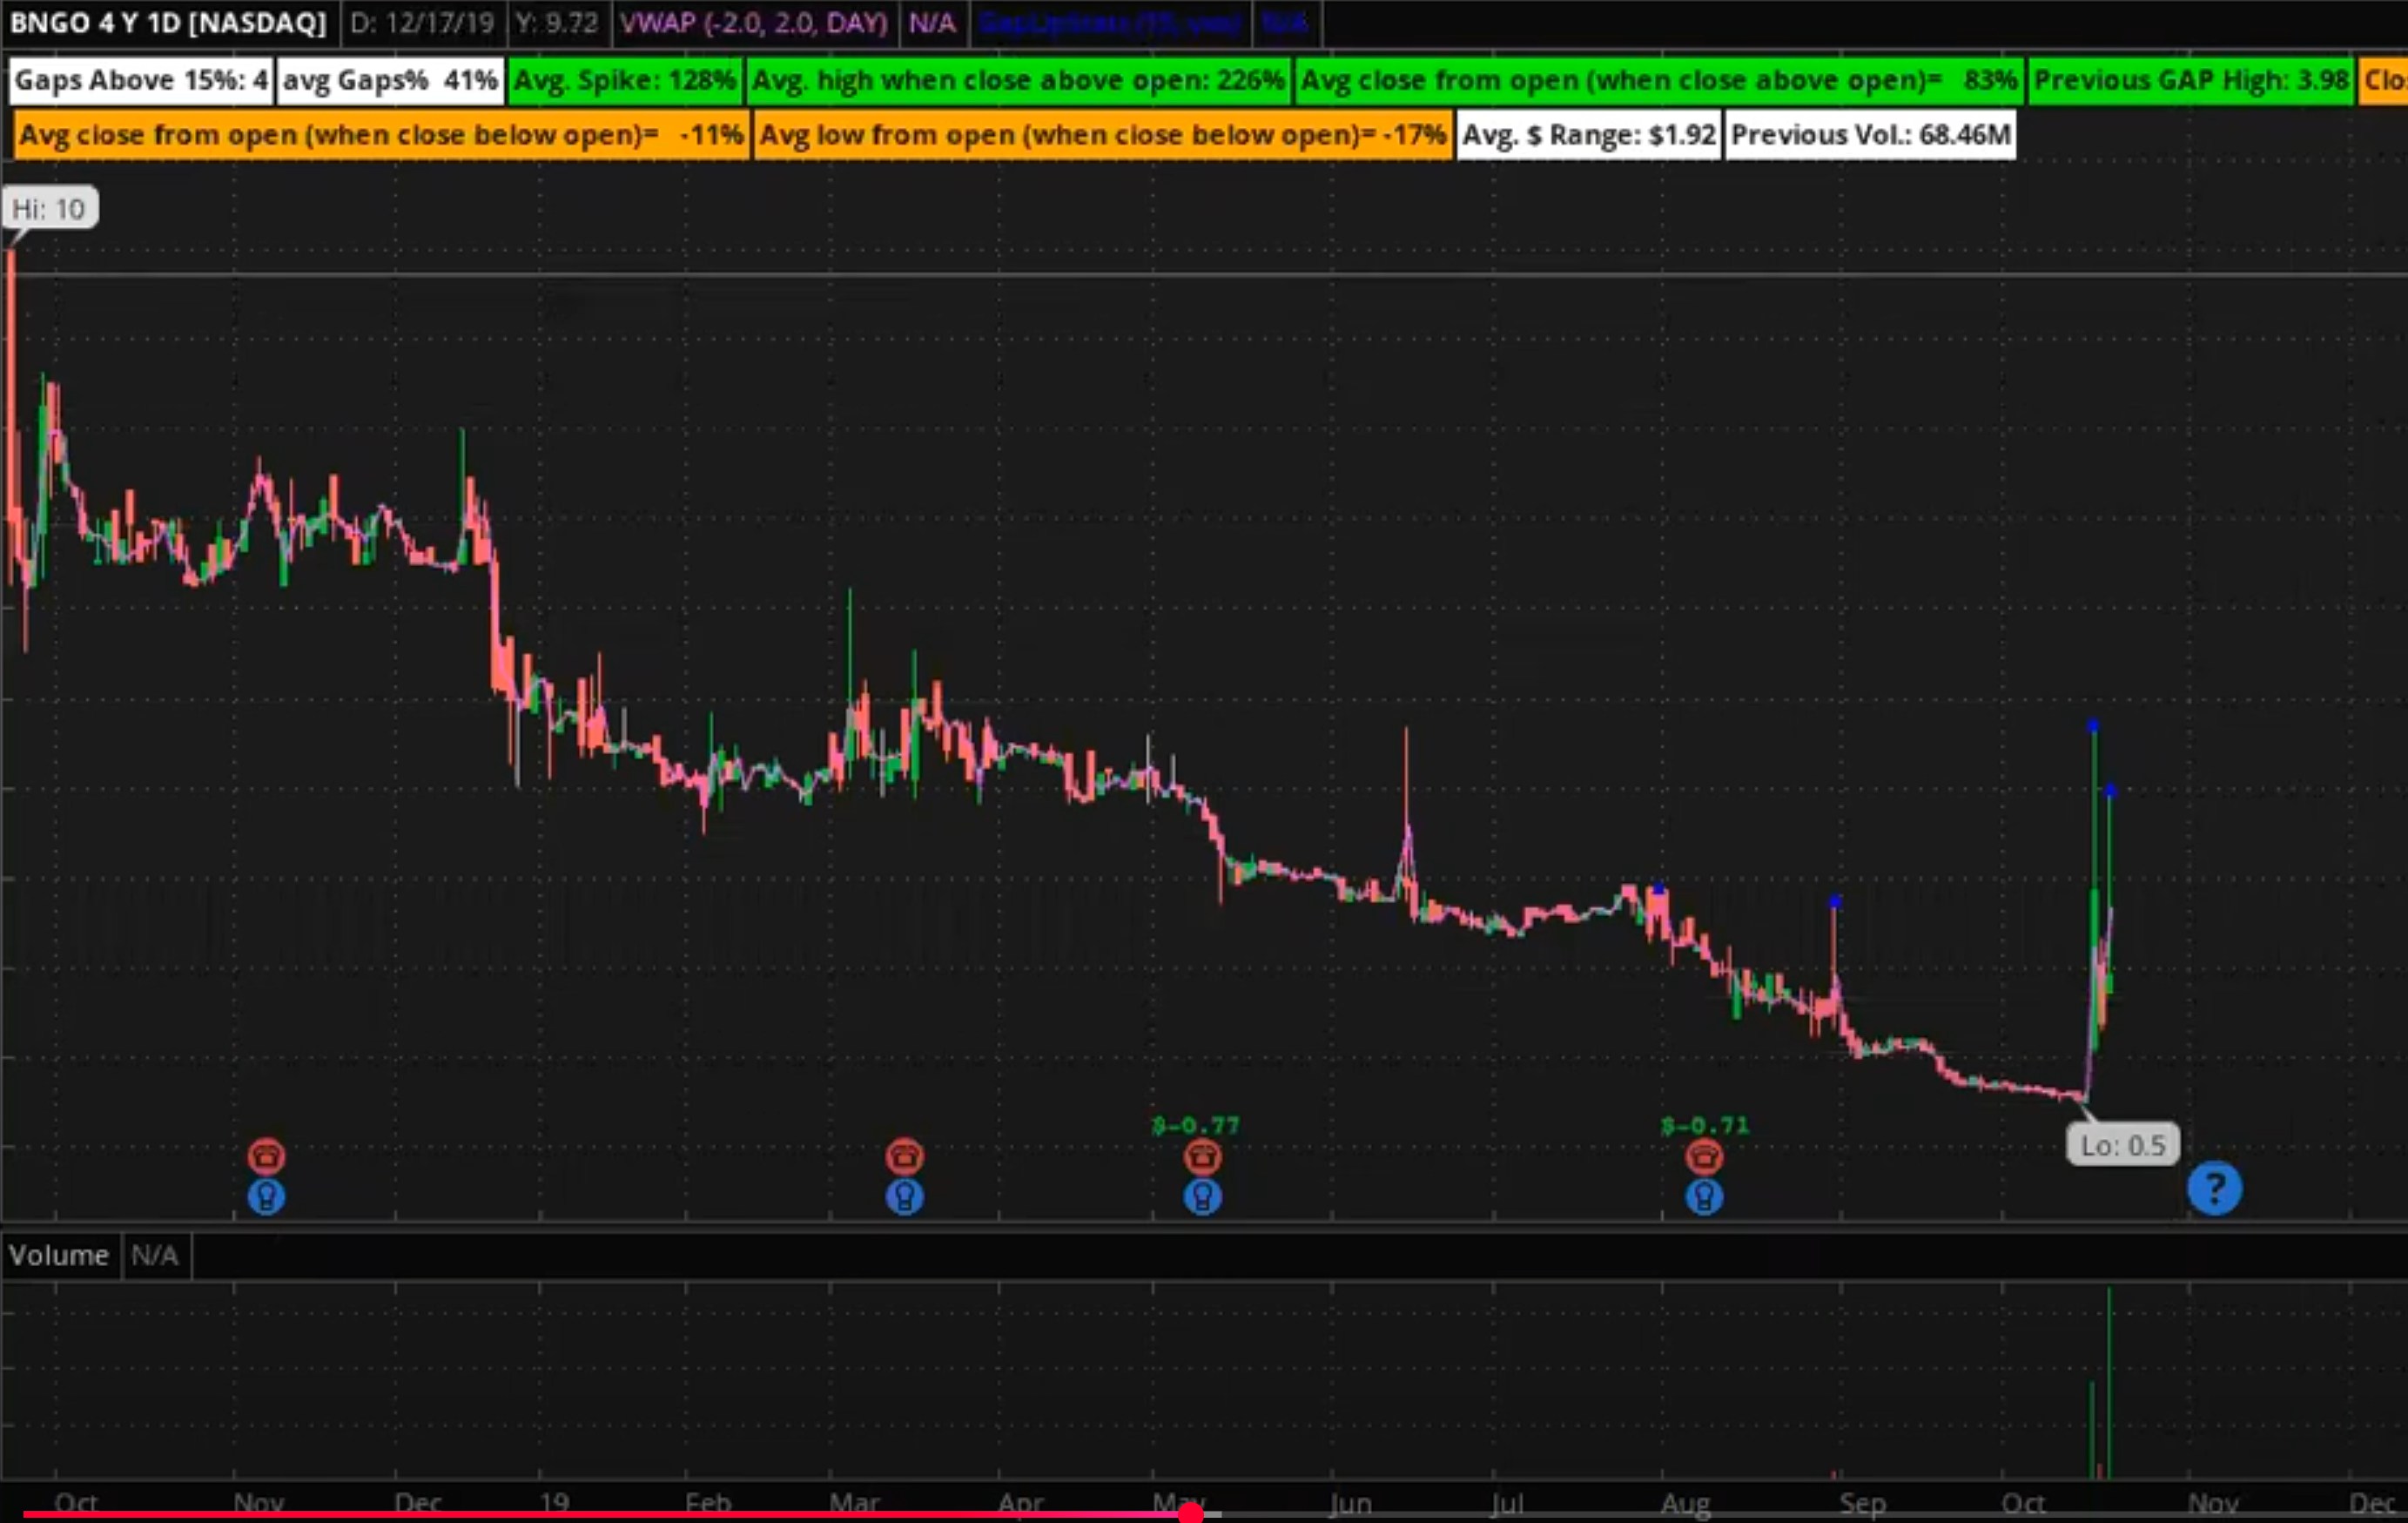 BNGO 4 Y 1D [NASDAQ] D: 12/17/19 Y: 9.72 VWAP (-2.0, 2.0, DAY) N/A N/A
Gaps Above 15%: 4 avg Gaps% 41% Avg. Spike: 128% Avg. high when close above open: 226% Avg close from open (when close above open)= 83% Previous GAP High: 3.98 Clo
Avg close from open (when close below open)= -11% Avg low from open (when close below open)= -17% Avg. $ Range: $1.92 Previous Vol.: 68.46M
Hi: 10
$-0.77 $-0.71
Lo: 0.5
?
Volume N/A
Oct Nov Dec 19 Feb Mar Apr May Jun Jul Aug Sep Oct Nov Dec